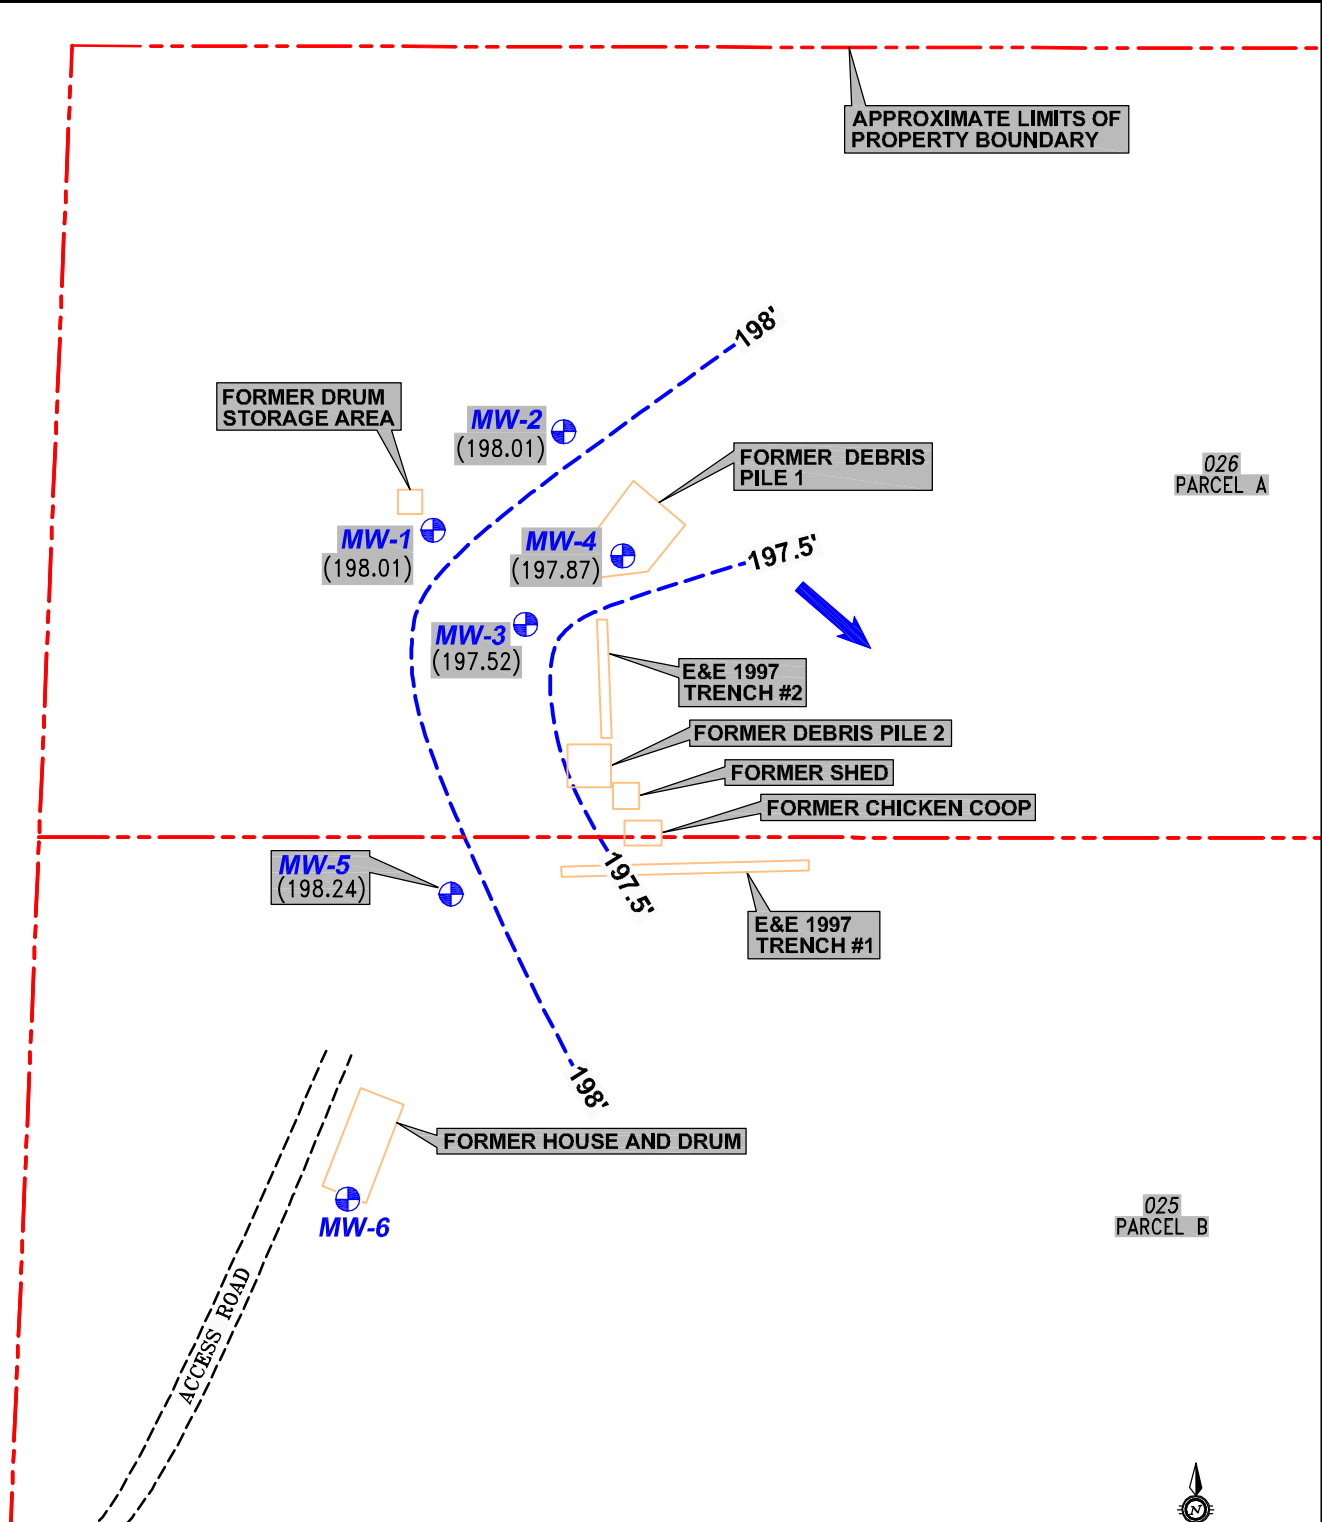 APPROXIMATE LIMITS OF
PROPERTY BOUNDARY
198'
FORMER DRUM
STORAGE AREA
MW-2
(198.01)
FORMER DEBRIS
PILE 1
026
PARCEL A
MW-1
(198.01)
MW-4
(197.87)
197.5'
MW-3
(197.52)
E&E 1997
TRENCH #2
FORMER DEBRIS PILE 2
FORMER SHED
FORMER CHICKEN COOP
MW-5
(198.24)
197.5'
E&E 1997
TRENCH #1
198'
FORMER HOUSE AND DRUM
MW-6
025
PARCEL B
ACCESS ROAD
N